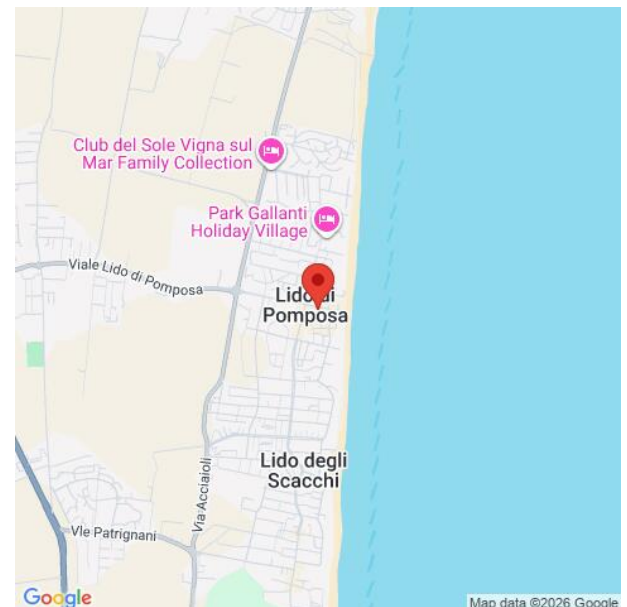 Club del Sole Vigna sul
Mar Family Collection
Park Gallanti
Holiday Village
Viale Lido di Pomposa
Lido di
Pomposa
Lido degli
Scacchi
Via Acciaioli
Vle Patrignani
Google
Map data ©2026 Google